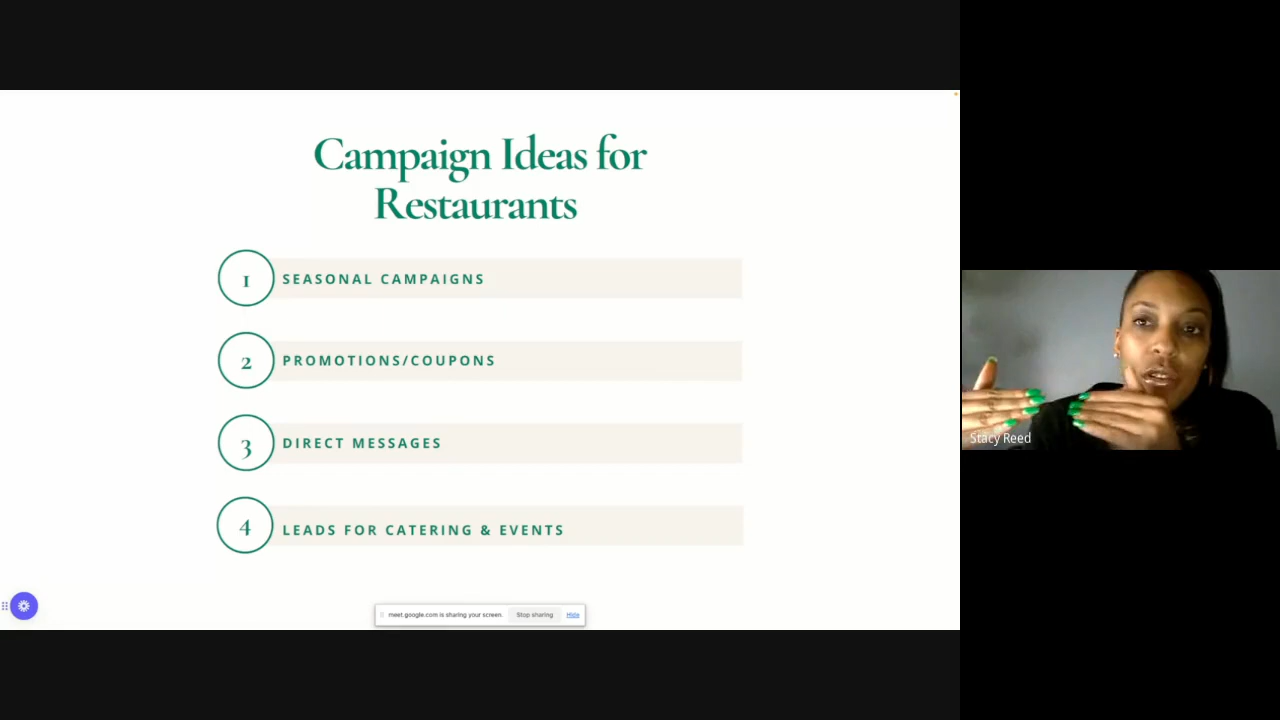 Campaign Ideas for
Restaurants
1
SEASONAL CAMPAIGNS
2
PROMOTIONS/COUPONS
3
DIRECT MESSAGES
4
LEADS FOR CATERING & EVENTS
meet.google.com is sharing your screen.
Stop sharing
Hide
Stacy Reed